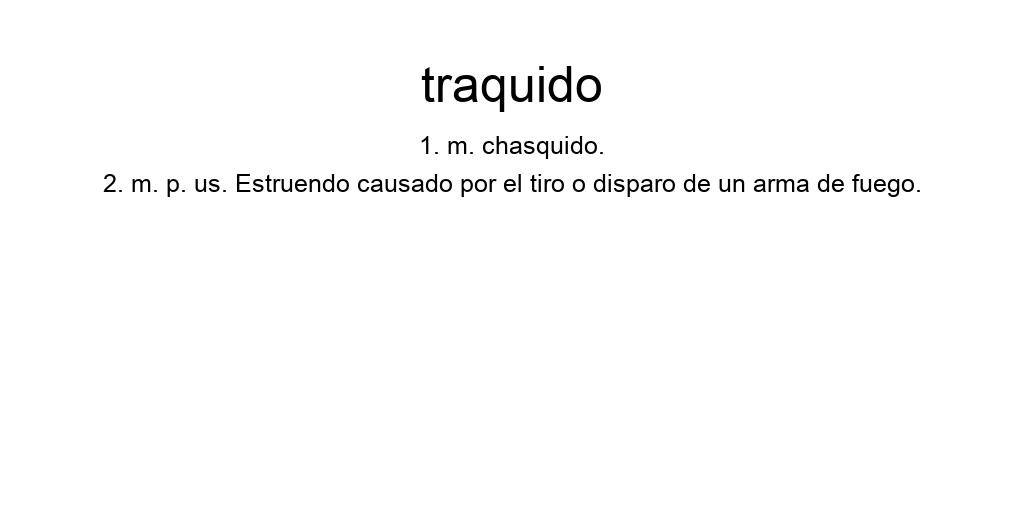 traquido
1. m. chasquido.
2. m. p. us. Estruendo causado por el tiro o disparo de un arma de fuego.